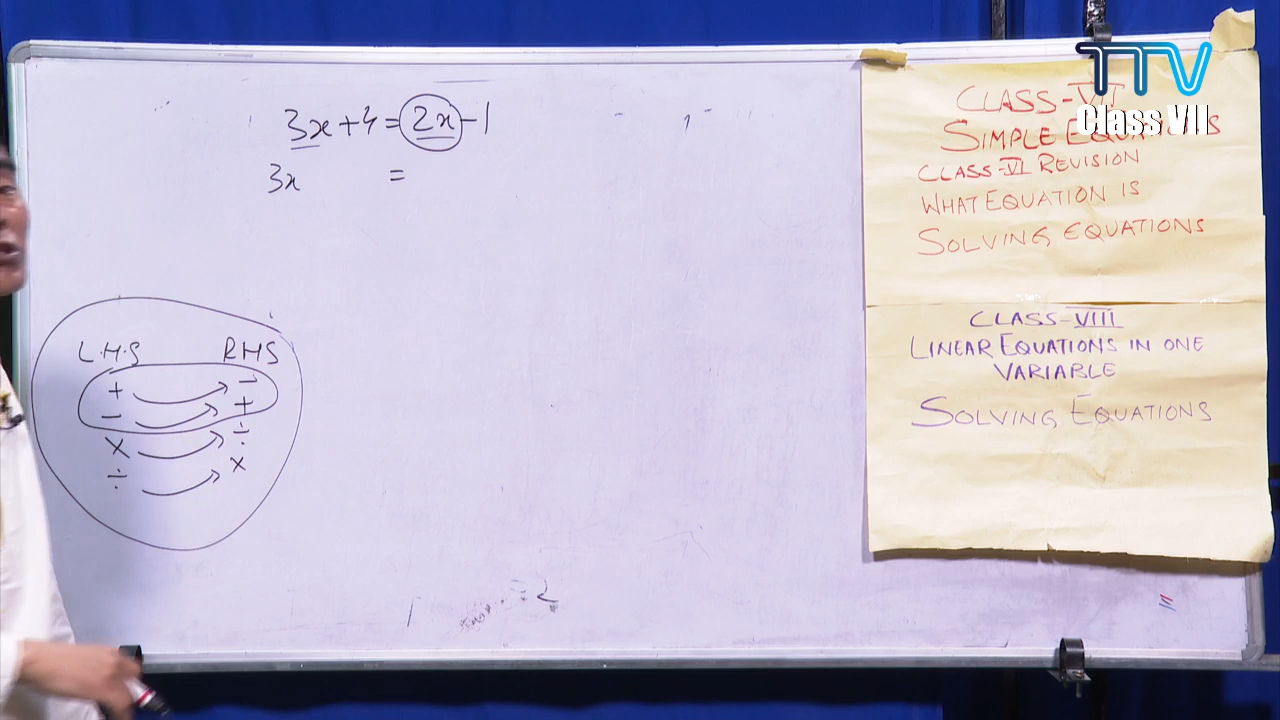 3x+4=2x-1
3x =
L.H.S RHS
+ -
- +
x ÷
÷ x
= 2
TTV
Class VII
CLASS-VII
SIMPLE EQUATIONS
CLASS-VI REVISION
WHAT EQUATION IS
SOLVING EQUATIONS
CLASS-VIII
LINEAR EQUATIONS IN ONE
VARIABLE
SOLVING EQUATIONS